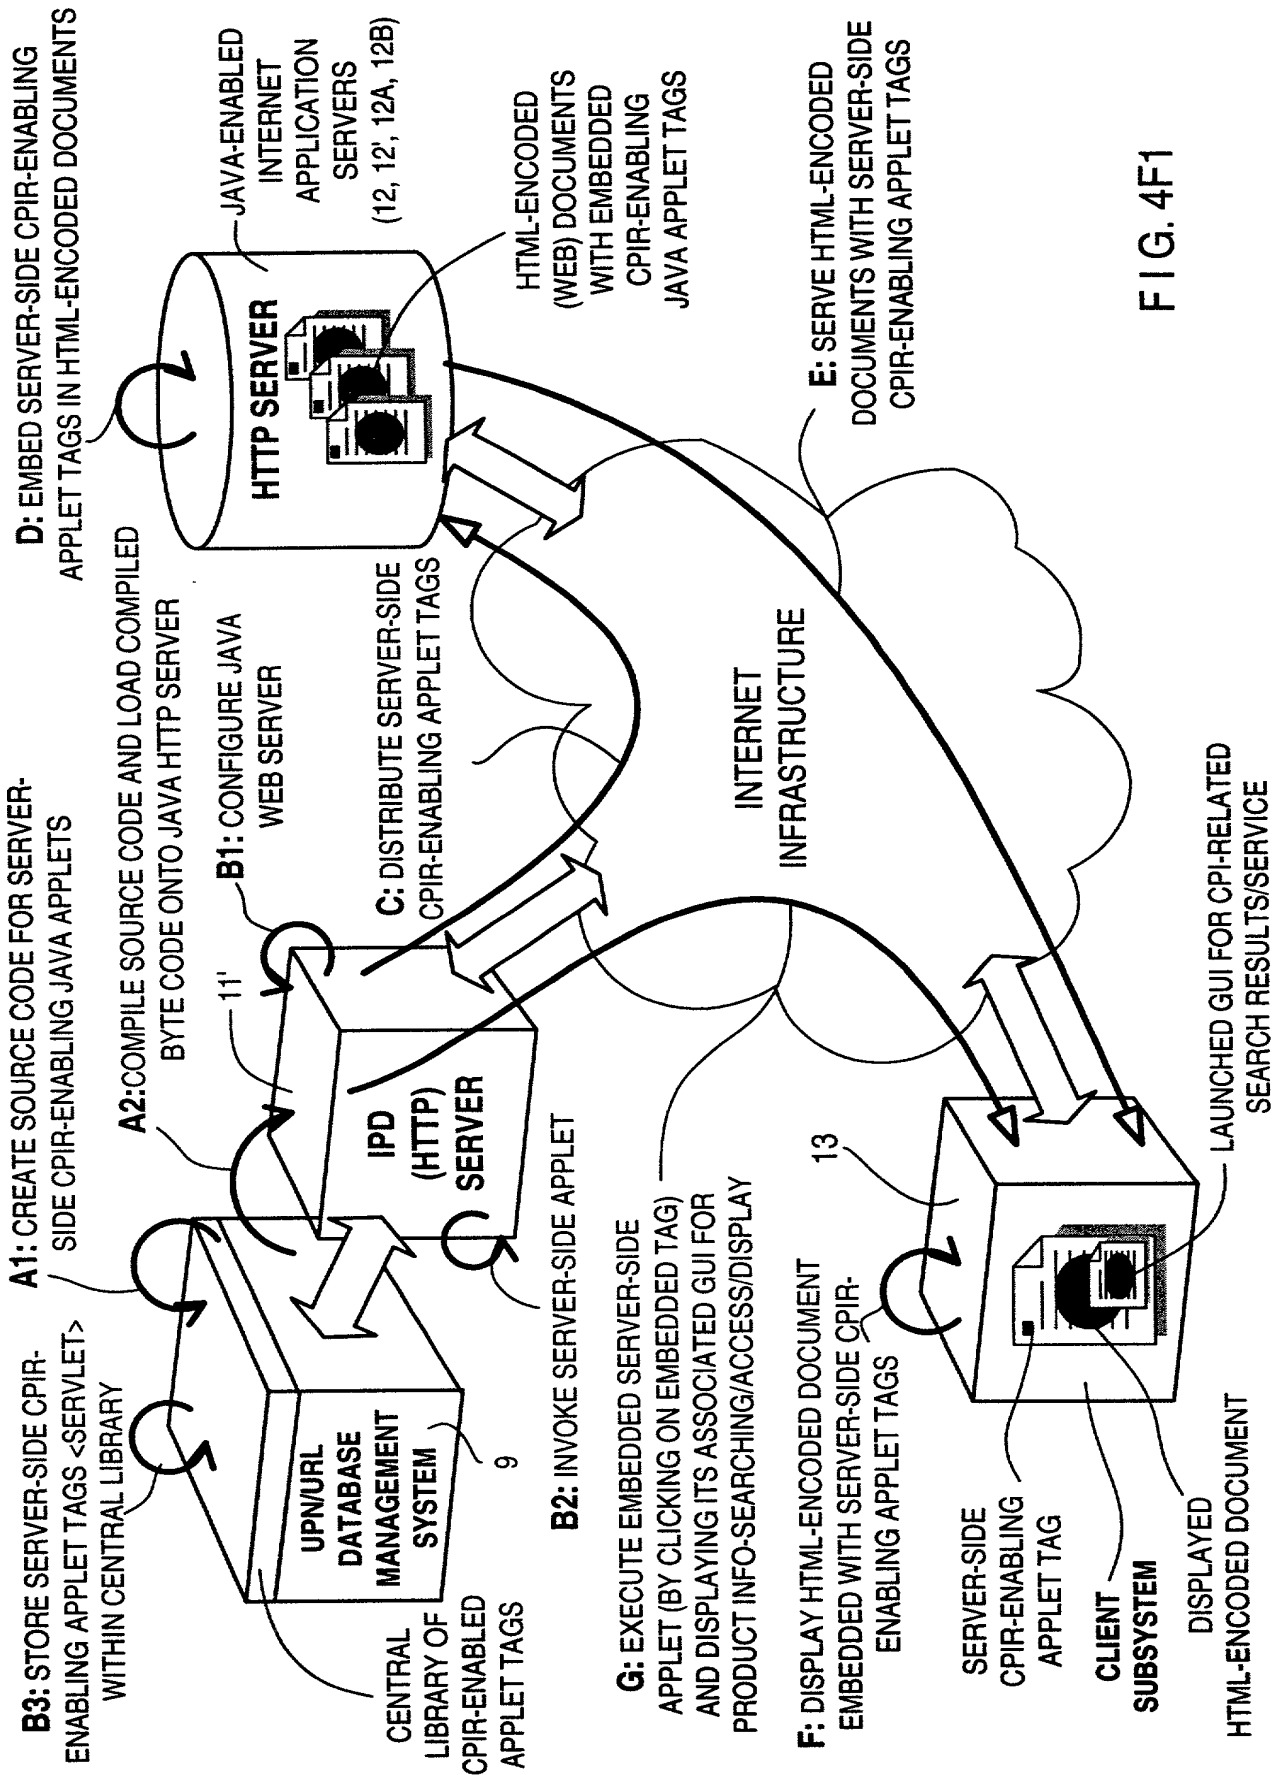 B3: STORE SERVER-SIDE CPIR-
ENABLING APPLET TAGS <SERVLET>
WITHIN CENTRAL LIBRARY
A1: CREATE SOURCE CODE FOR SERVER-
SIDE CPIR-ENABLING JAVA APPLETS
A2:COMPILE SOURCE CODE AND LOAD COMPILED
BYTE CODE ONTO JAVA HTTP SERVER
B1: CONFIGURE JAVA
WEB SERVER
D: EMBED SERVER-SIDE CPIR-ENABLING
APPLET TAGS IN HTML-ENCODED DOCUMENTS
JAVA-ENABLED
INTERNET
APPLICATION
SERVERS
(12, 12', 12A, 12B)
HTTP SERVER
HTML-ENCODED
(WEB) DOCUMENTS
WITH EMBEDDED
CPIR-ENABLING
JAVA APPLET TAGS
C: DISTRIBUTE SERVER-SIDE
CPIR-ENABLING APPLET TAGS
11'
IPD
(HTTP)
SERVER
UPN/URL
DATABASE
MANAGEMENT
SYSTEM
9
CENTRAL
LIBRARY OF
CPIR-ENABLED
APPLET TAGS
B2: INVOKE SERVER-SIDE APPLET
G: EXECUTE EMBEDDED SERVER-SIDE
APPLET (BY CLICKING ON EMBEDDED TAG)
AND DISPLAYING ITS ASSOCIATED GUI FOR
PRODUCT INFO-SEARCHING/ACCESS/DISPLAY
INTERNET
INFRASTRUCTURE
E: SERVE HTML-ENCODED
DOCUMENTS WITH SERVER-SIDE
CPIR-ENABLING APPLET TAGS
F: DISPLAY HTML-ENCODED DOCUMENT
EMBEDDED WITH SERVER-SIDE CPIR-
ENABLING APPLET TAGS
13
SERVER-SIDE
CPIR-ENABLING
APPLET TAG
CLIENT
SUBSYSTEM
DISPLAYED
HTML-ENCODED DOCUMENT
LAUNCHED GUI FOR CPI-RELATED
SEARCH RESULTS/SERVICE
FIG. 4F1